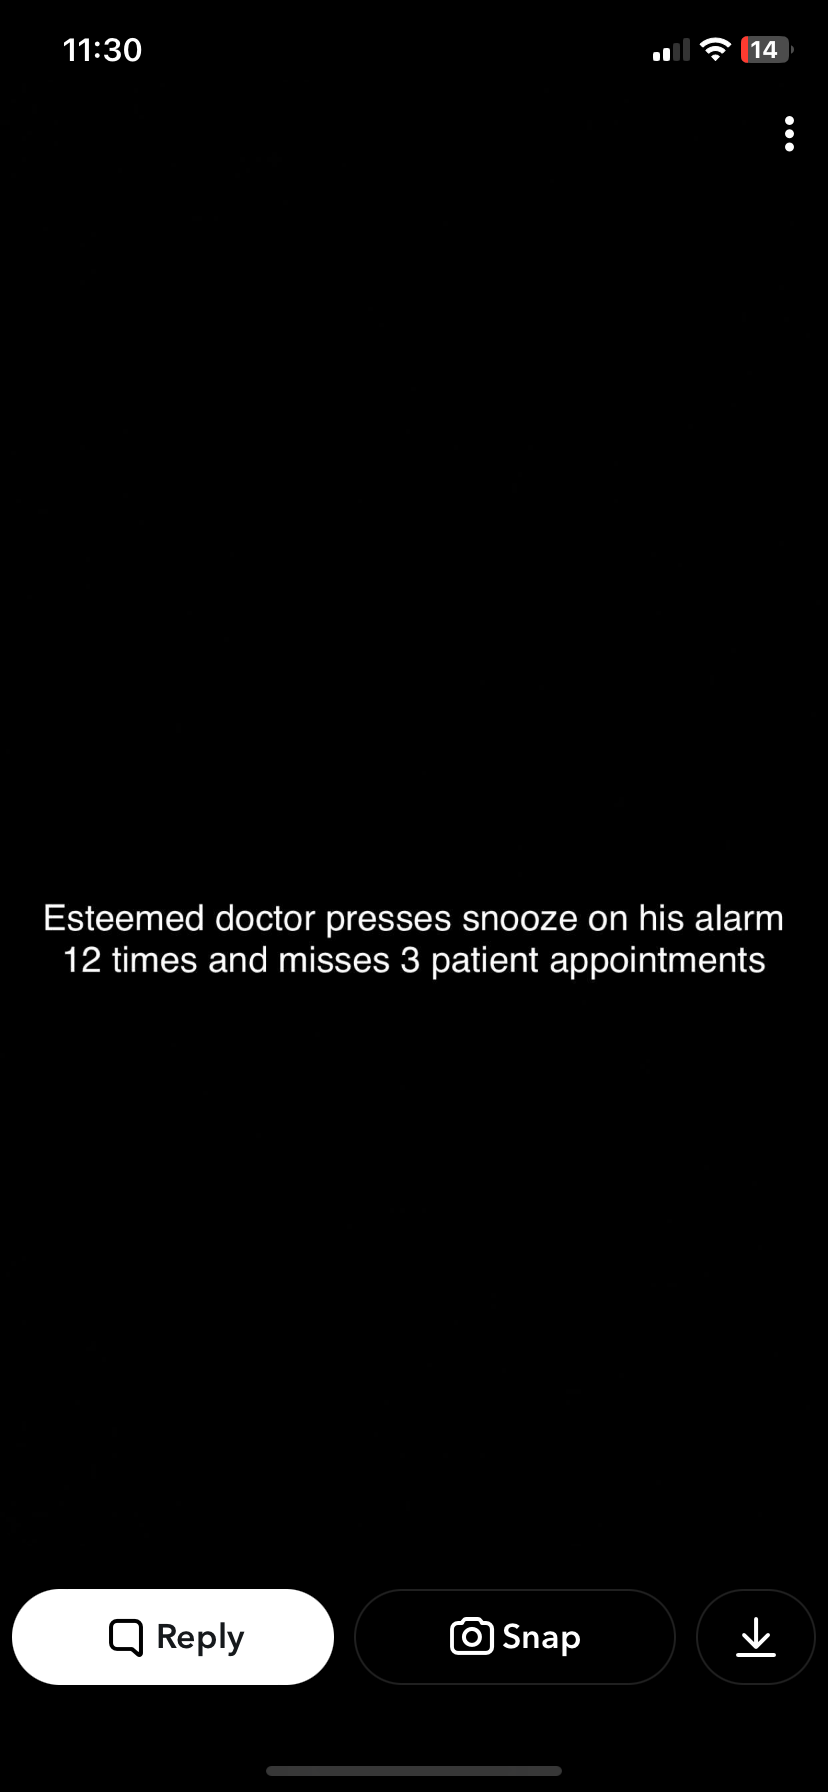 11:30
14
Esteemed doctor presses snooze on his alarm
12 times and misses 3 patient appointments
Reply
Snap